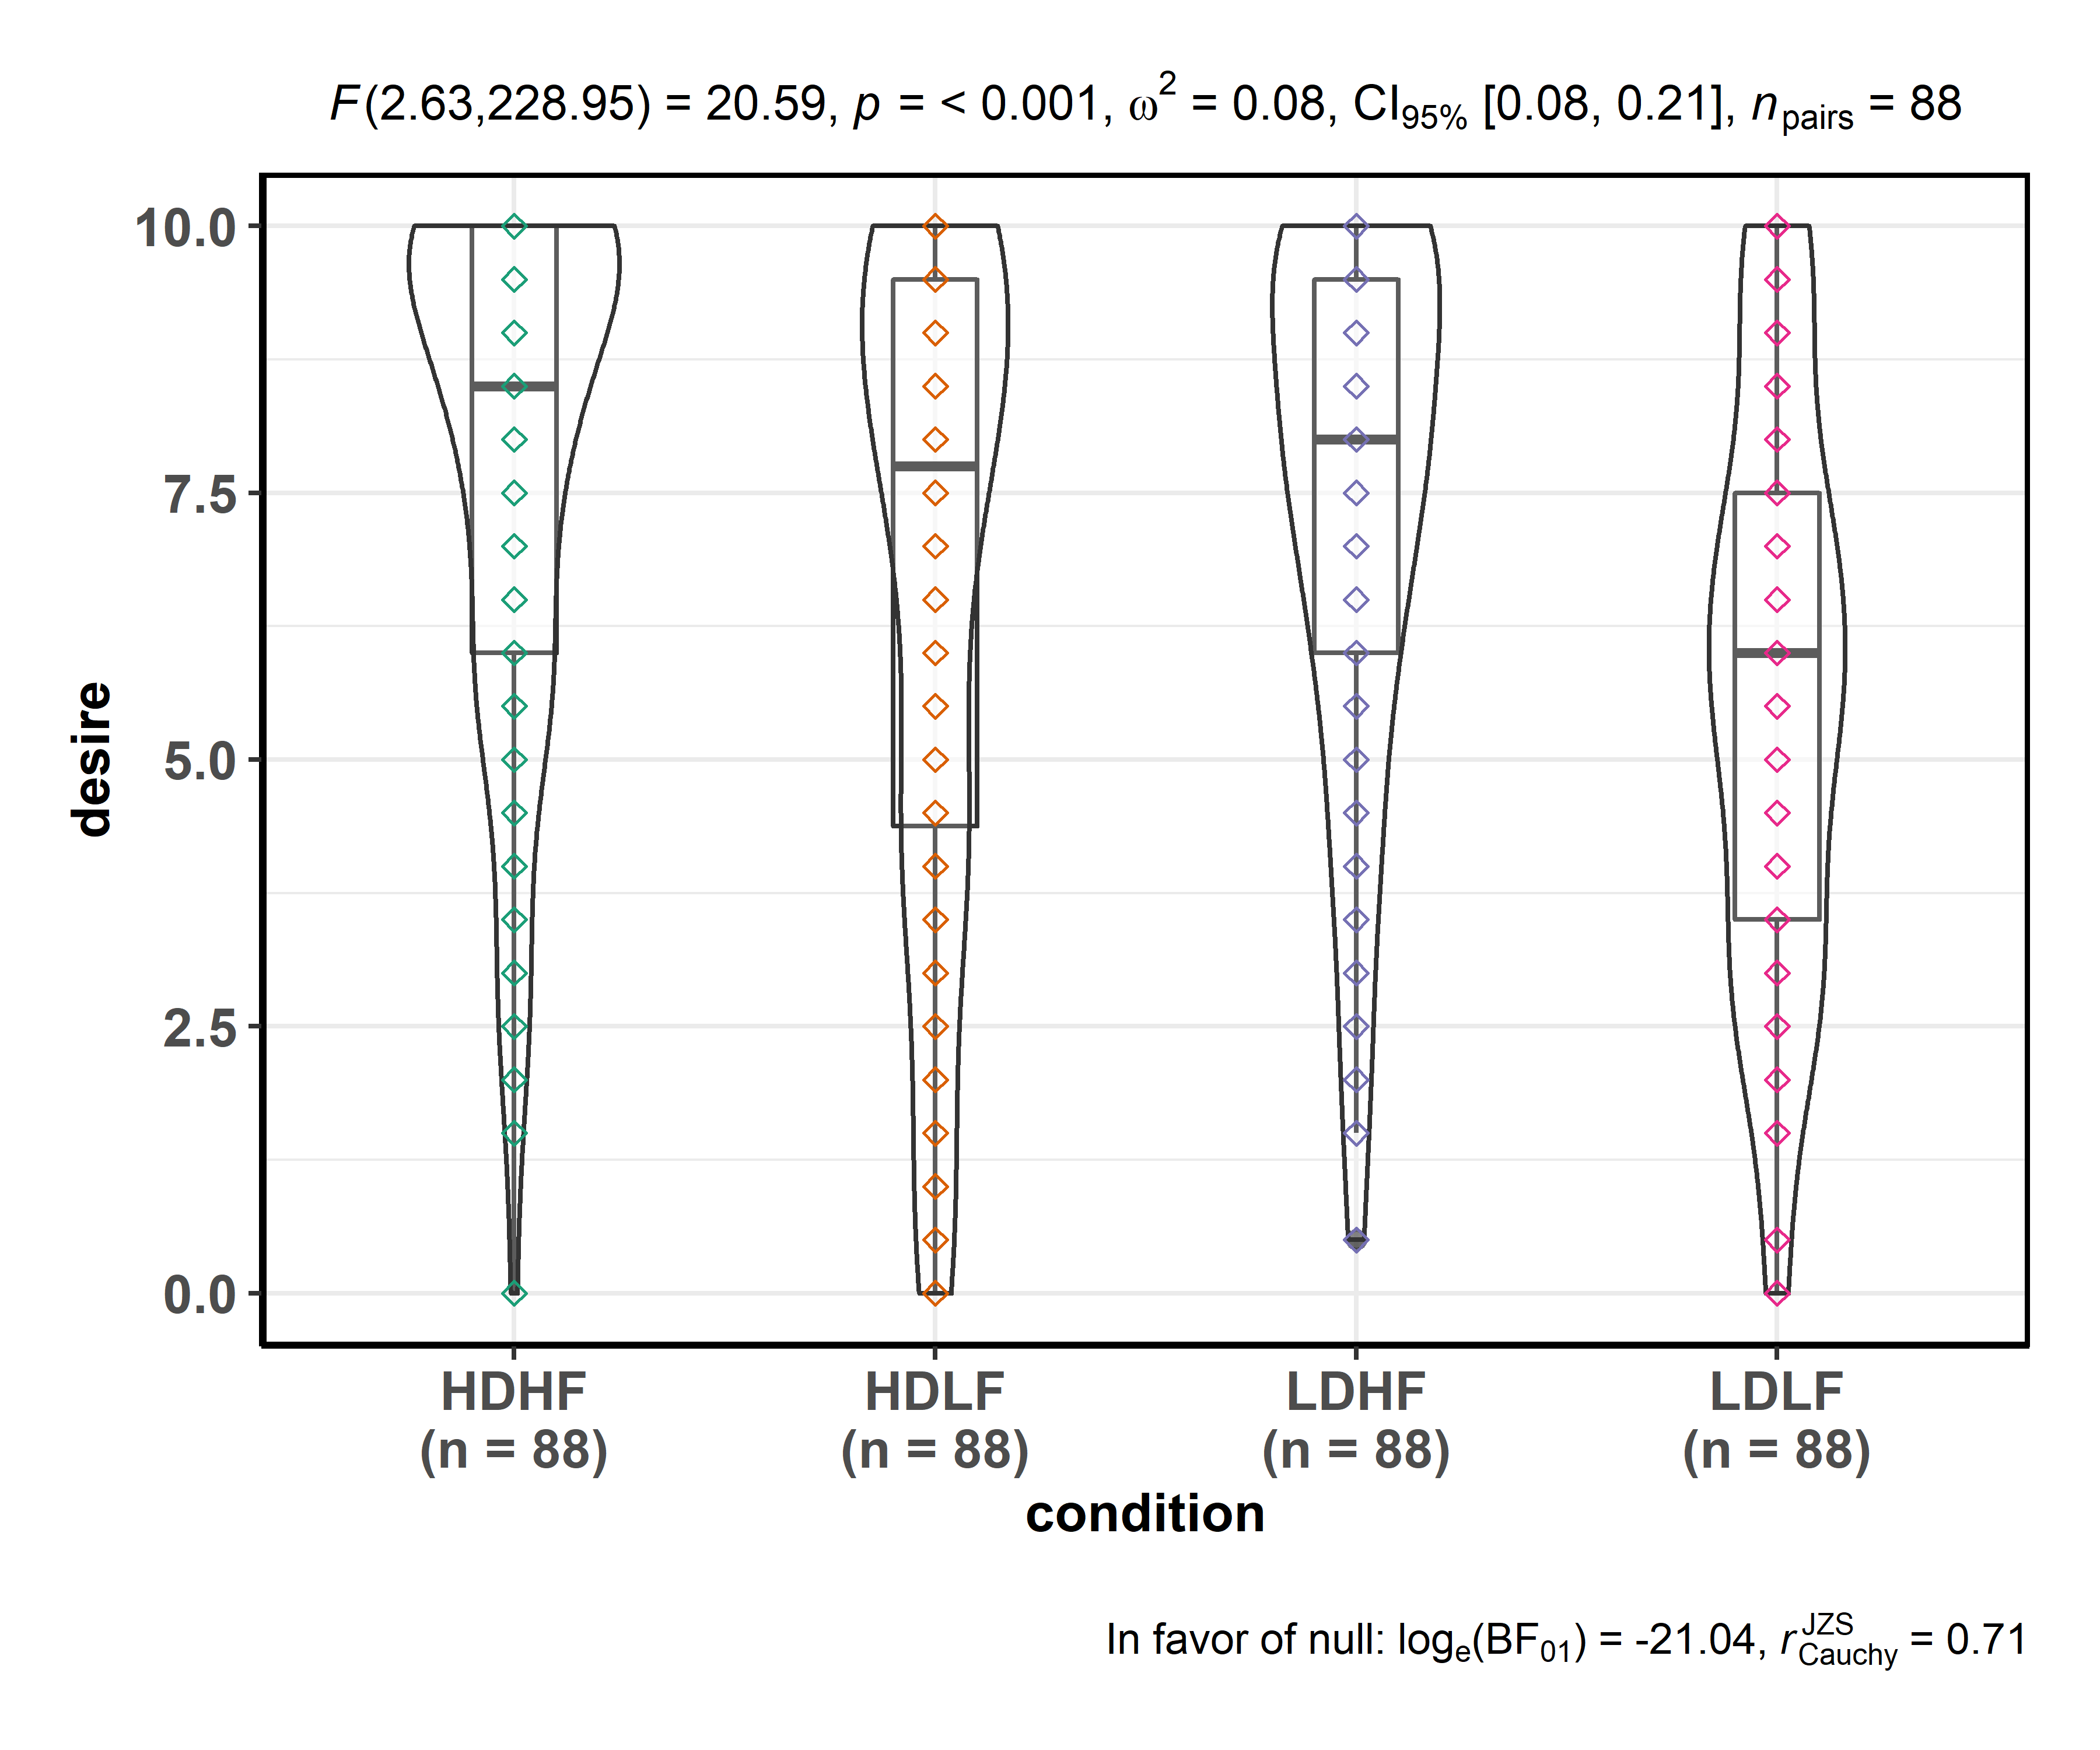 F(2.63,228.95) = 20.59, p = < 0.001, ω² = 0.08, CI95% [0.08, 0.21], npairs = 88
10.0
7.5
5.0
2.5
0.0
desire
HDHF HDLF LDHF LDLF
(n = 88) (n = 88) (n = 88) (n = 88)
condition
In favor of null: loge(BF01) = -21.04, r JZS Cauchy = 0.71